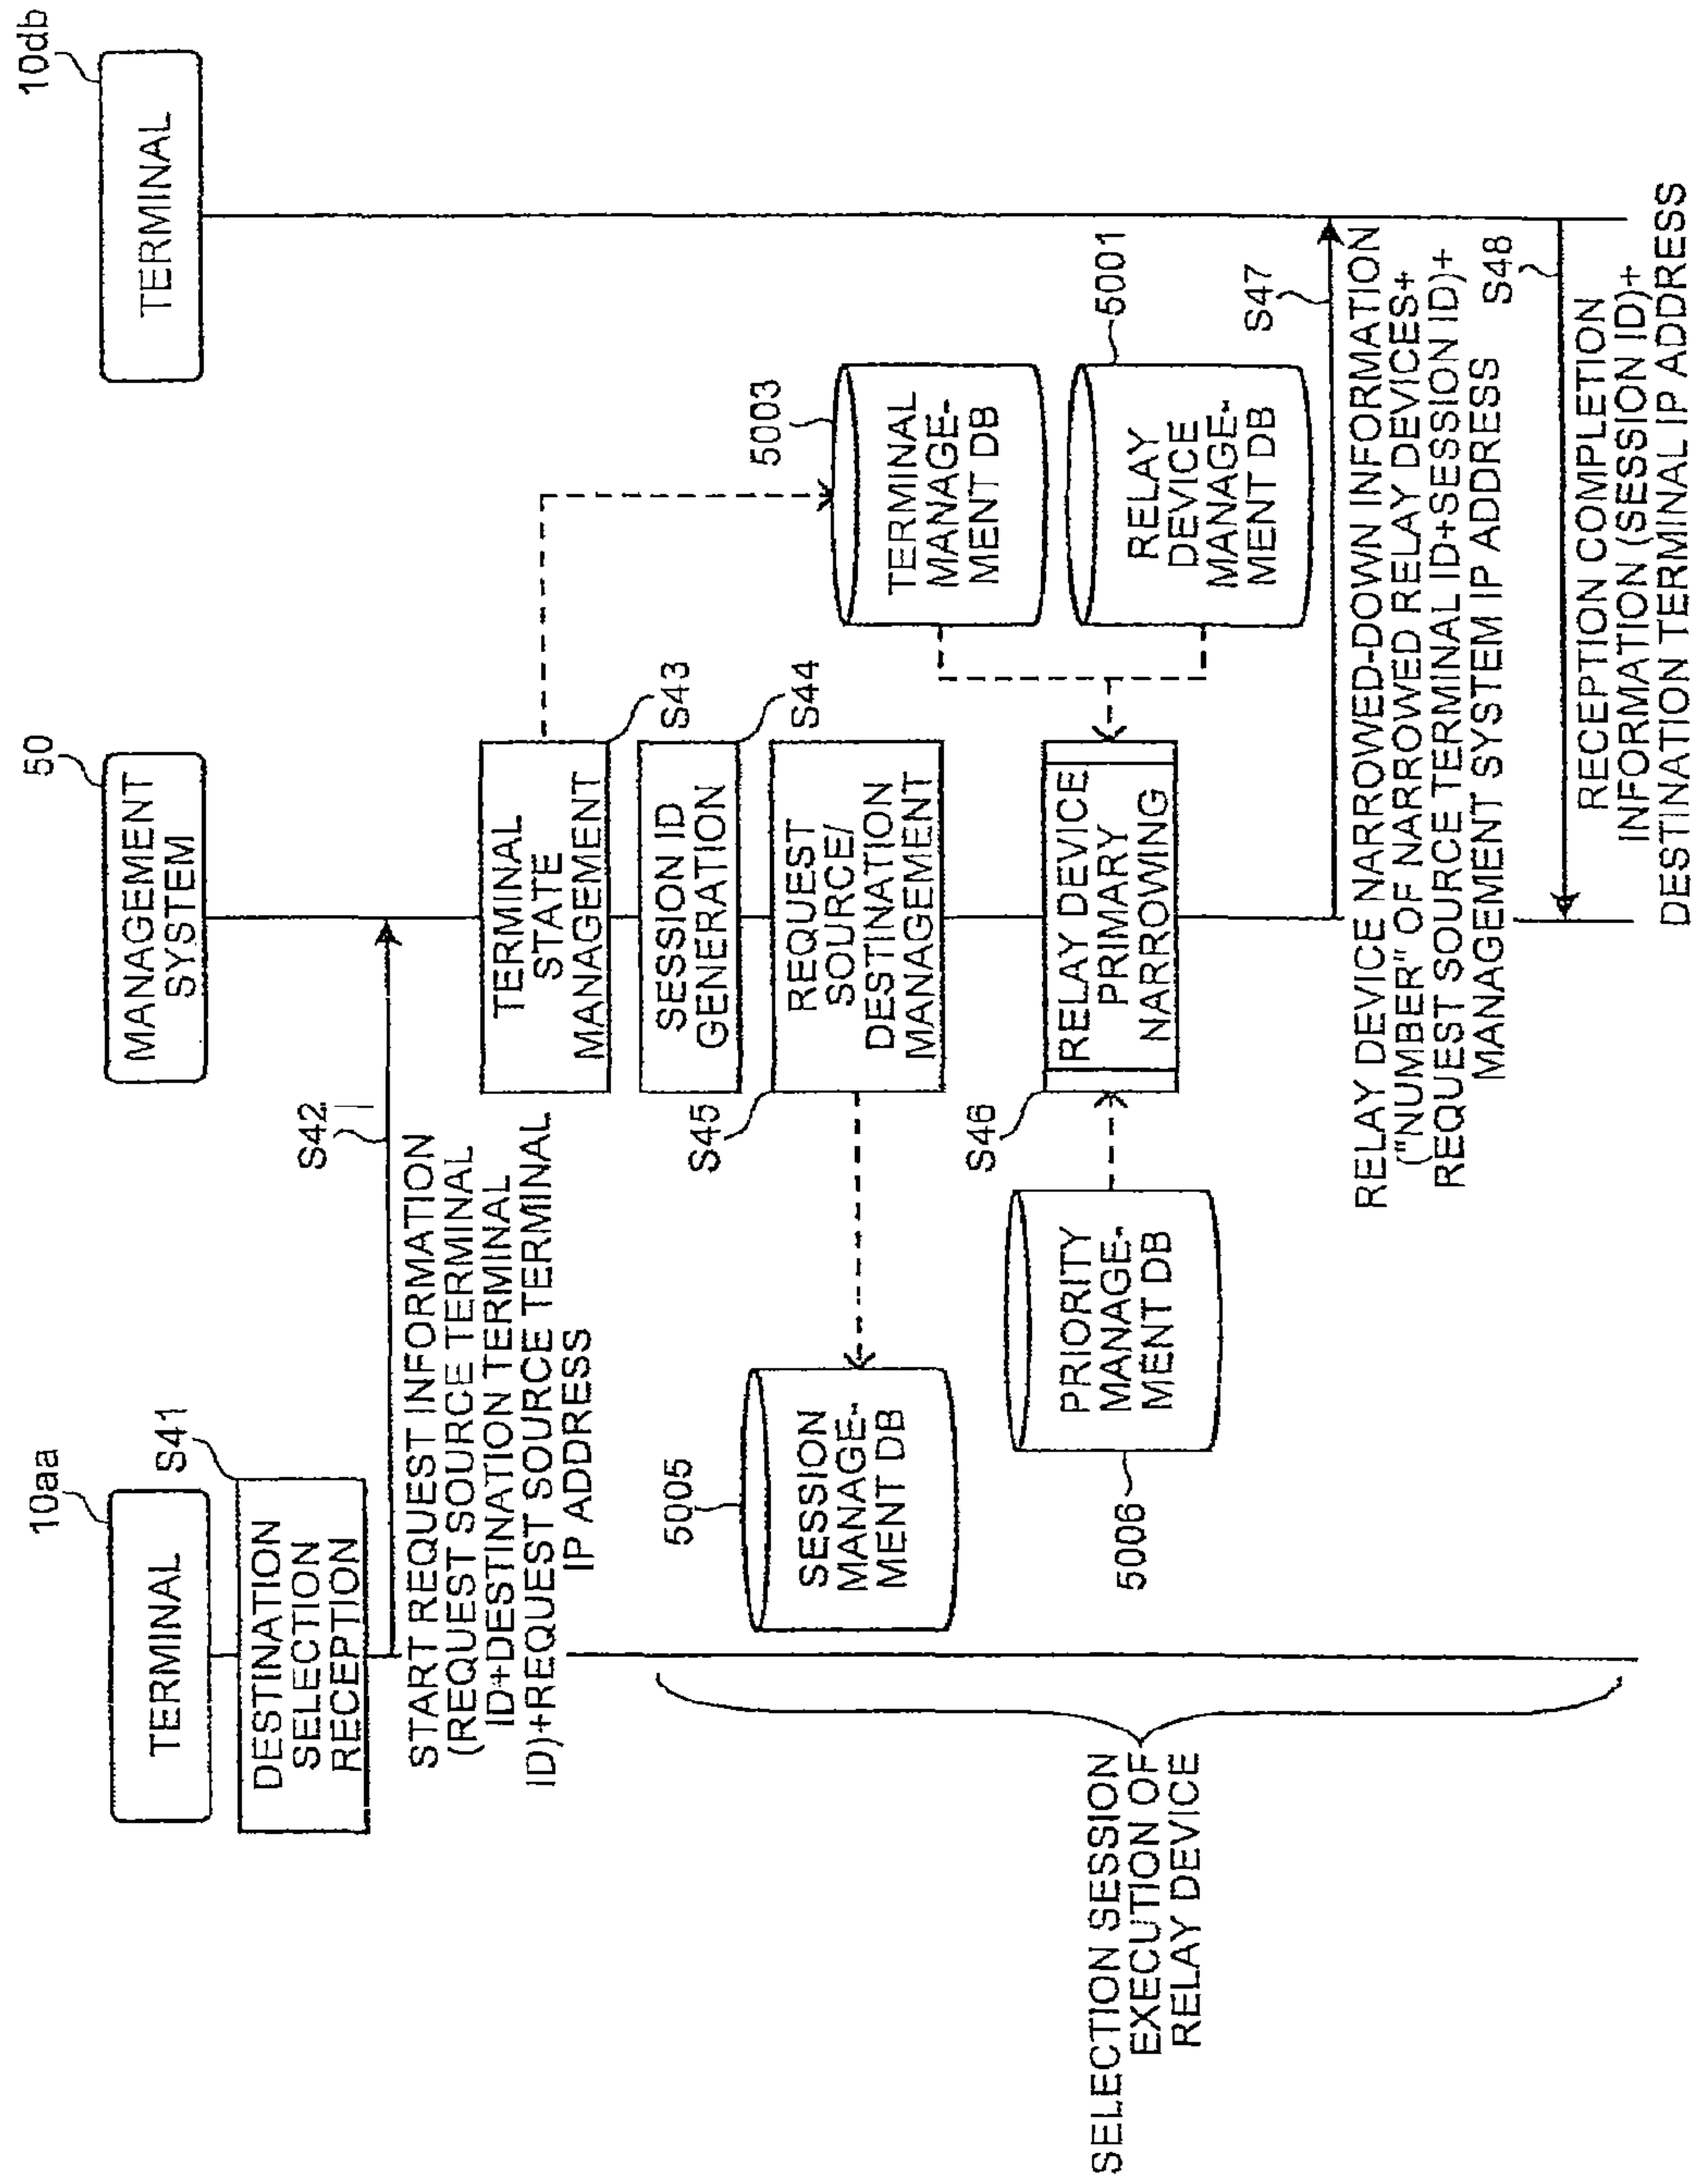 10aa
TERMINAL
50
MANAGEMENT
SYSTEM
10db
TERMINAL
S41
DESTINATION
SELECTION
RECEPTION
S42
START REQUEST INFORMATION
(REQUEST SOURCE TERMINAL
ID+DESTINATION TERMINAL
ID)+REQUEST SOURCE TERMINAL
IP ADDRESS
TERMINAL
STATE
MANAGEMENT
S43
SESSION ID
GENERATION
S44
S45
REQUEST
SOURCE/
DESTINATION
MANAGEMENT
5005
SESSION
MANAGE-
MENT DB
5003
TERMINAL
MANAGE-
MENT DB
5001
RELAY
DEVICE
MANAGE-
MENT DB
S46
RELAY DEVICE
PRIMARY
NARROWING
PRIORITY
MANAGE-
MENT DB
5006
SELECTION SESSION
EXECUTION OF
RELAY DEVICE
S47
RELAY DEVICE NARROWED-DOWN INFORMATION
("NUMBER" OF NARROWED RELAY DEVICES+
REQUEST SOURCE TERMINAL ID+SESSION ID)+
MANAGEMENT SYSTEM IP ADDRESS
S48
RECEPTION COMPLETION
INFORMATION (SESSION ID)+
DESTINATION TERMINAL IP ADDRESS